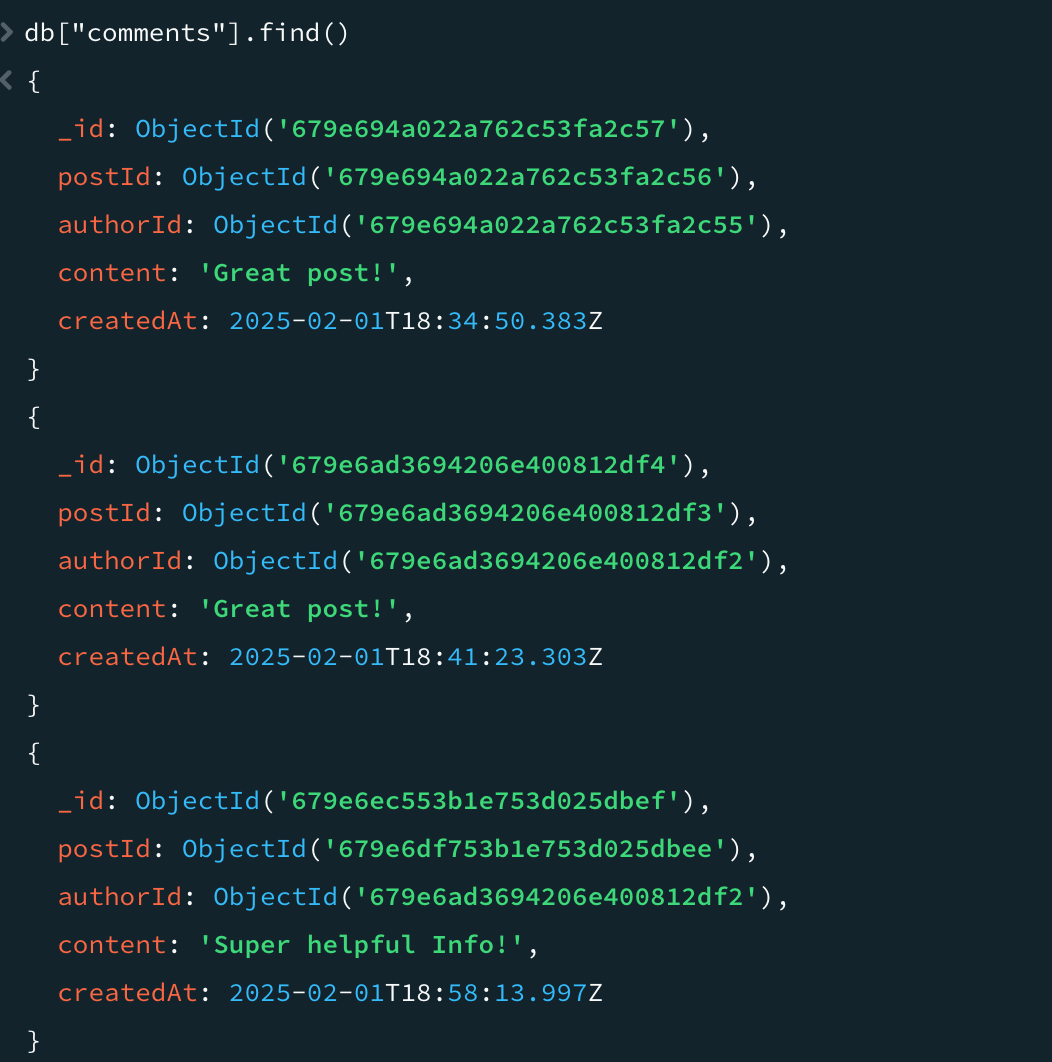 db["comments"].find()
{
_id: ObjectId('679e694a022a762c53fa2c57'),
postId: ObjectId('679e694a022a762c53fa2c56'),
authorId: ObjectId('679e694a022a762c53fa2c55'),
content: 'Great post!',
createdAt: 2025-02-01T18:34:50.383Z
}
{
_id: ObjectId('679e6ad3694206e400812df4'),
postId: ObjectId('679e6ad3694206e400812df3'),
authorId: ObjectId('679e6ad3694206e400812df2'),
content: 'Great post!',
createdAt: 2025-02-01T18:41:23.303Z
}
{
_id: ObjectId('679e6ec553b1e753d025dbef'),
postId: ObjectId('679e6df753b1e753d025dbee'),
authorId: ObjectId('679e6ad3694206e400812df2'),
content: 'Super helpful Info!',
createdAt: 2025-02-01T18:58:13.997Z
}